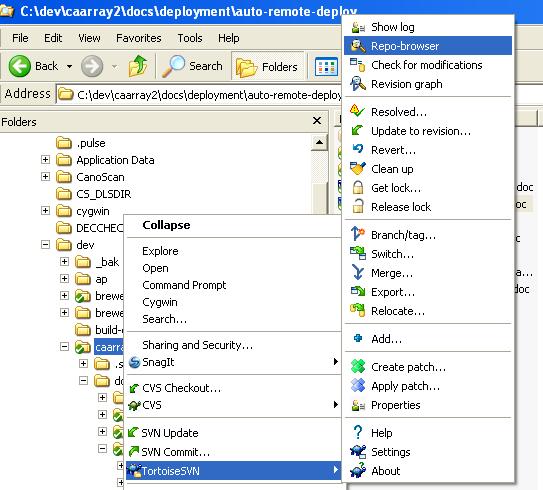 C:\dev\caarray2\docs\deployment\auto-remote-deploy
File Edit View Favorites Tools Help
Back Search Folders
Address C:\dev\caarray2\docs\deployment\auto-remote-deploy
Folders
.pulse
Application Data
CanoScan
CS_DLSDIR
cygwin
DECCHEC
dev
_bak
ap
brewe
brewe
build-
caarray
.s
do
Collapse
Explore
Open
Command Prompt
Cygwin
Search...
Sharing and Security...
SnagIt
CVS Checkout...
CVS
SVN Update
SVN Commit...
TortoiseSVN
Show log
Repo-browser
Check for modifications
Revision graph
Resolved...
Update to revision...
Revert...
Clean up
Get lock...
Release lock
Branch/tag...
Switch...
Merge...
Export...
Relocate...
Add...
Create patch...
Apply patch...
Properties
Help
Settings
About
doc
oc
a...
doc